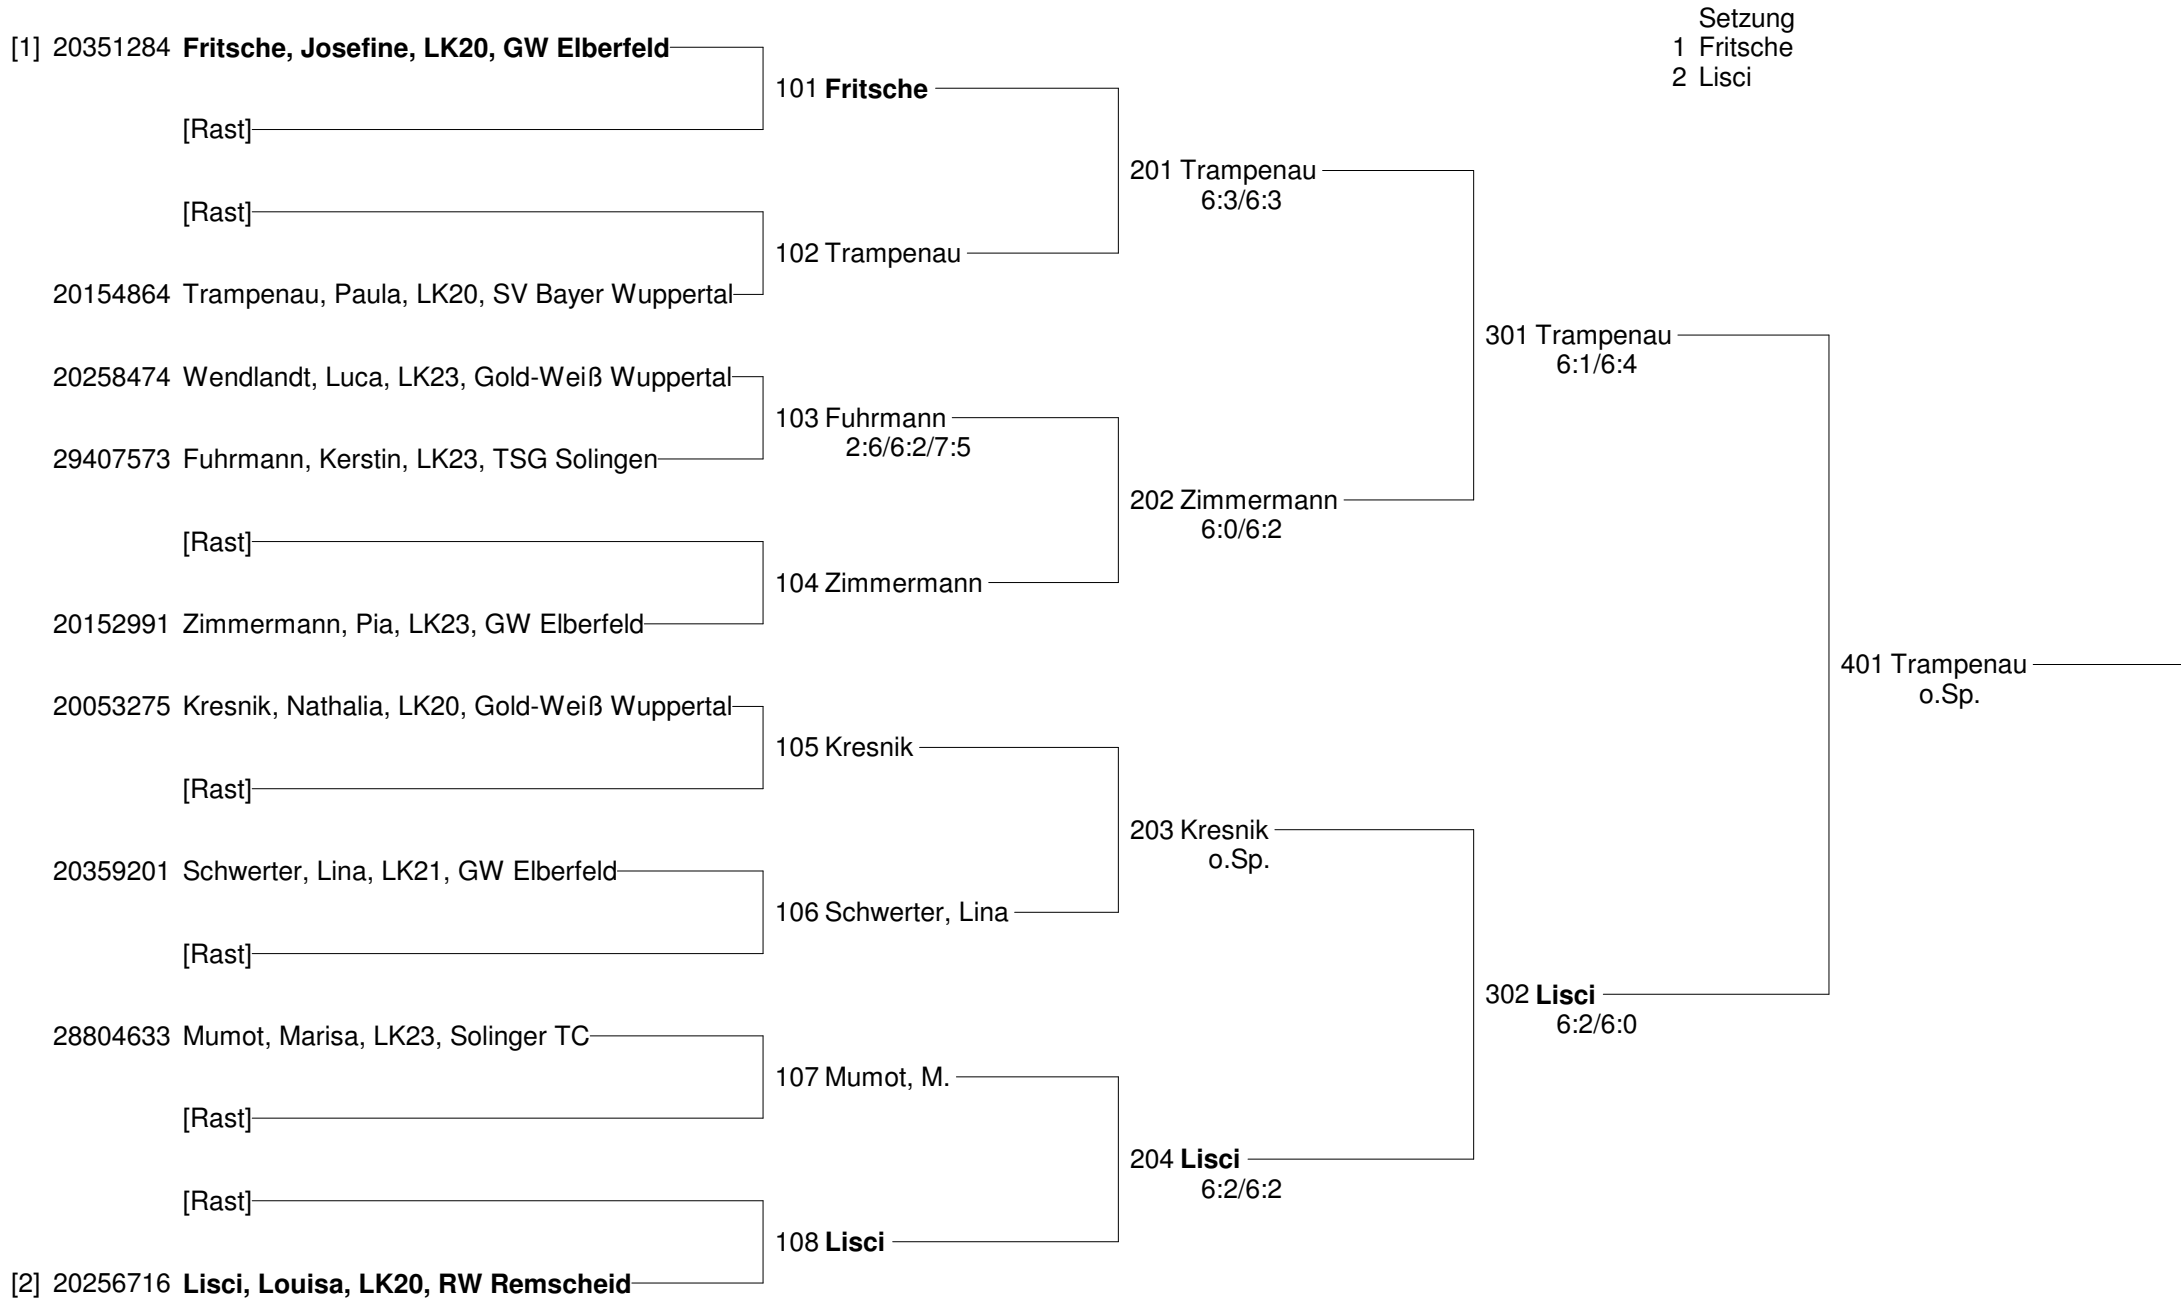 Setzung
1 Fritsche
2 Lisci
[1] 20351284 Fritsche, Josefine, LK20, GW Elberfeld
101 Fritsche
[Rast]
201 Trampenau
6:3/6:3
[Rast]
102 Trampenau
20154864 Trampenau, Paula, LK20, SV Bayer Wuppertal
301 Trampenau
6:1/6:4
20258474 Wendlandt, Luca, LK23, Gold-Weiß Wuppertal
103 Fuhrmann
2:6/6:2/7:5
29407573 Fuhrmann, Kerstin, LK23, TSG Solingen
202 Zimmermann
6:0/6:2
[Rast]
104 Zimmermann
20152991 Zimmermann, Pia, LK23, GW Elberfeld
401 Trampenau
o.Sp.
20053275 Kresnik, Nathalia, LK20, Gold-Weiß Wuppertal
105 Kresnik
[Rast]
203 Kresnik
o.Sp.
20359201 Schwerter, Lina, LK21, GW Elberfeld
106 Schwerter, Lina
[Rast]
302 Lisci
6:2/6:0
28804633 Mumot, Marisa, LK23, Solinger TC
107 Mumot, M.
[Rast]
204 Lisci
6:2/6:2
[Rast]
108 Lisci
[2] 20256716 Lisci, Louisa, LK20, RW Remscheid